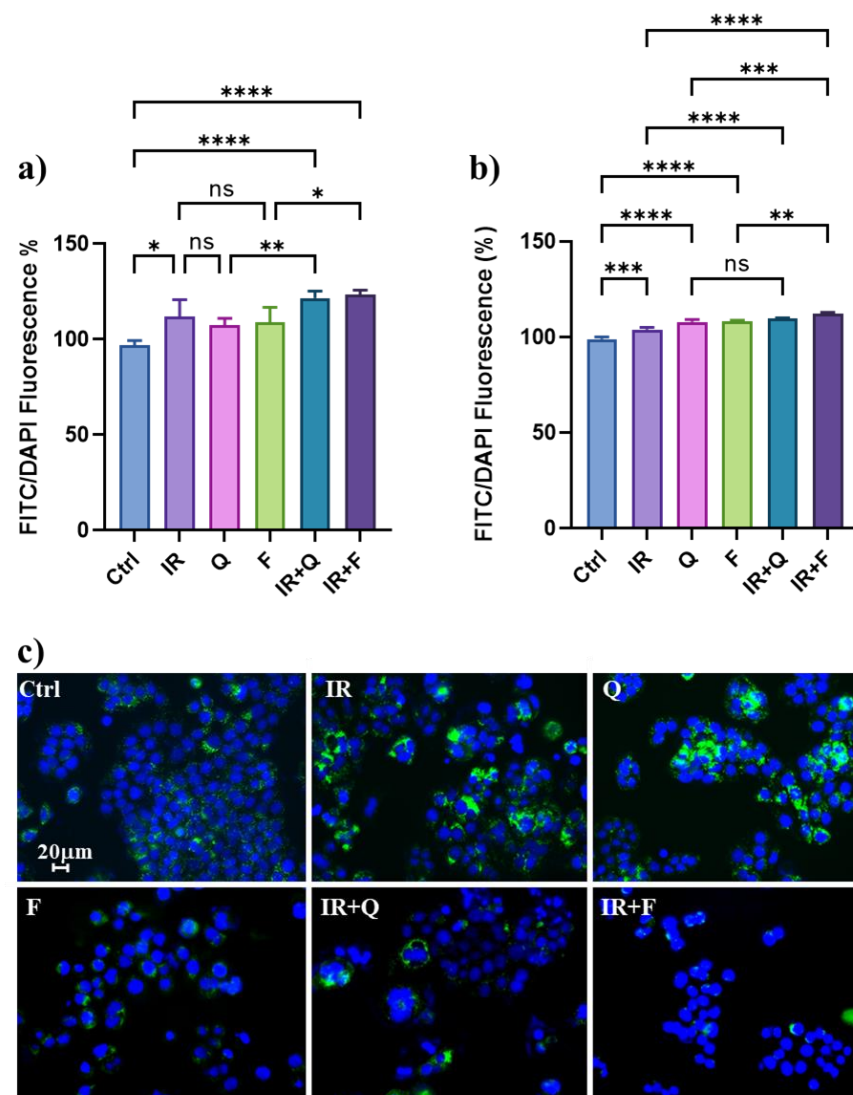 a)
****
****
ns
*
*
ns
**
FITC/DAPI Fluorescence %
150
100
50
0
Ctrl
IR
Q
F
IR+Q
IR+F
b)
****
***
****
****
****
**
***
ns
FITC/DAPI Fluorescence (%)
150
100
50
0
Ctrl
IR
Q
F
IR+Q
IR+F
c)
Ctrl
IR
Q
20μm
F
IR+Q
IR+F